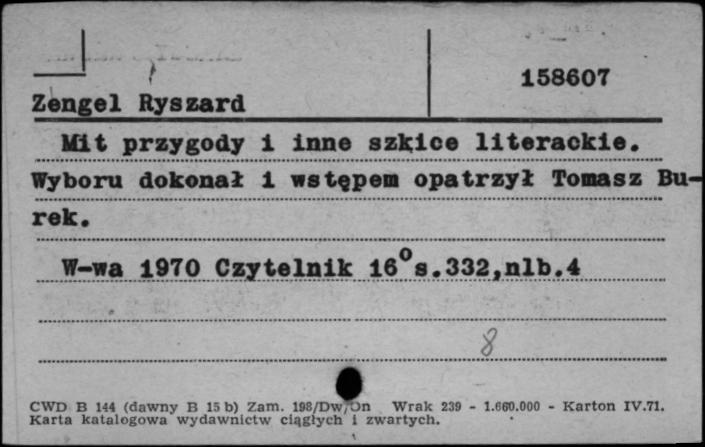 158607
Zengel Ryszard
Mit przygody i inne szkice literackie.
Wyboru dokonał i wstępem opatrzył Tomasz Bu-
rek.
W-wa 1970 Czytelnik 16° s.332,nlb.4
8
CWD B 144 (dawny B 15 b) Zam. 198/Dw/On Wrak 239 - 1.660.000 - Karton IV.71.
Karta katalogowa wydawnictw ciągłych i zwartych.